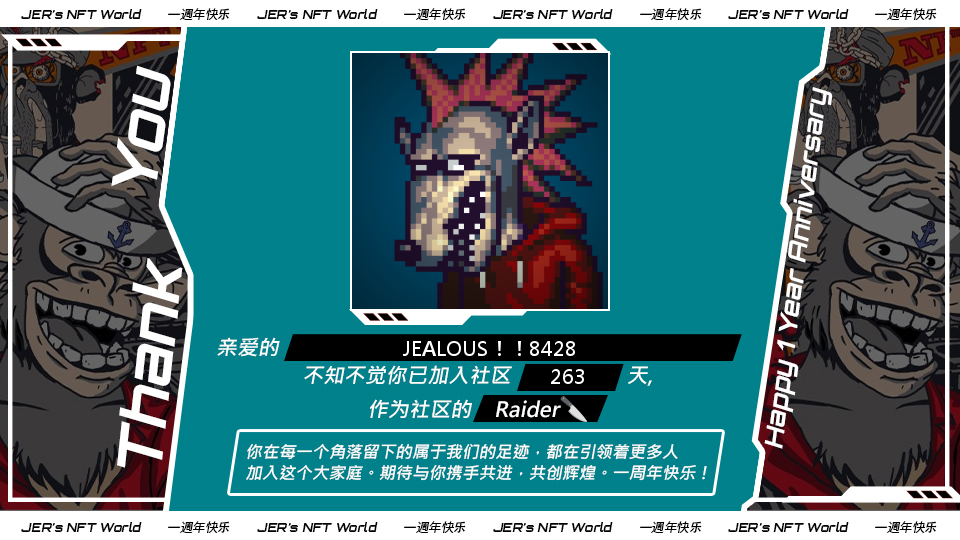 JER's NFT World 一週年快乐 JER's NFT World 一週年快乐 JER's NFT World 一週年快乐 JER's NFT World 一週年快乐
Thank You
亲爱的 JEALOUS！！8428
不知不觉你已加入社区 263 天,
作为社区的 Raider🔪
你在每一个角落留下的属于我们的足迹，都在引领着更多人
加入这个大家庭。期待与你携手共进，共创辉煌。一周年快乐！
Happy 1 Year Anniversary
JER's NFT World 一週年快乐 JER's NFT World 一週年快乐 JER's NFT World 一週年快乐 JER's NFT World 一週年快乐